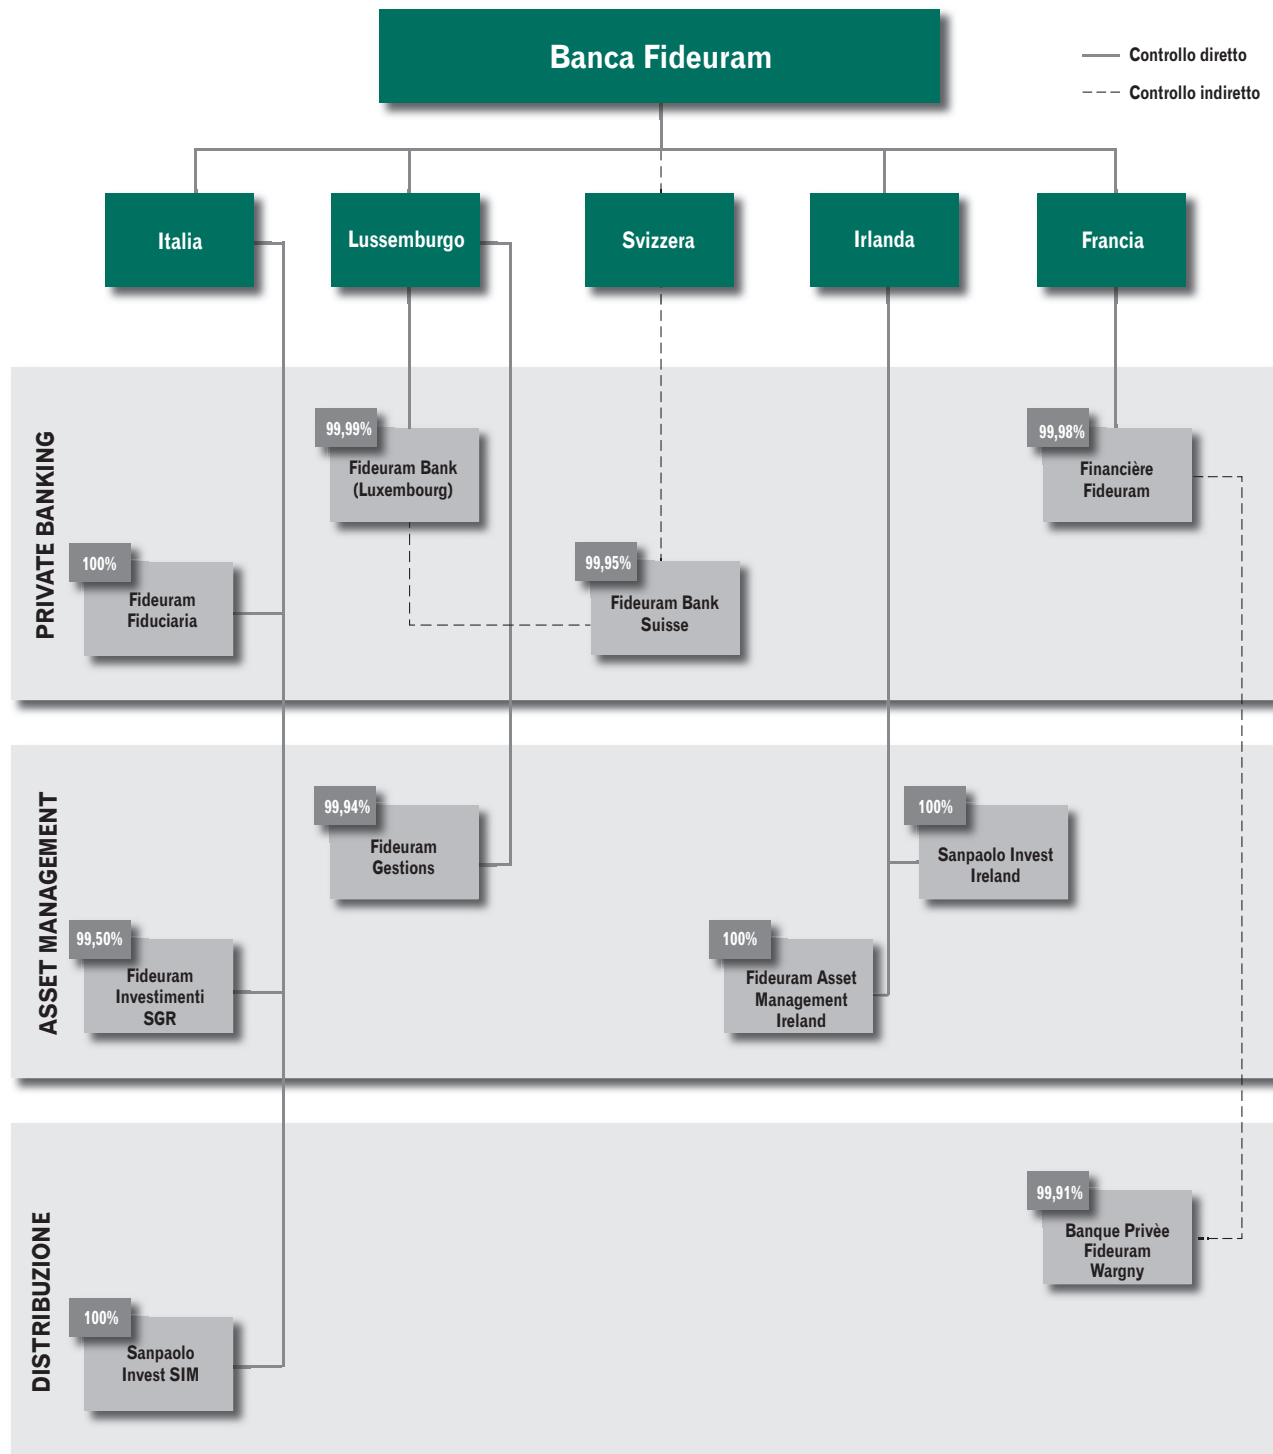 Banca Fideuram
Controllo diretto
Controllo indiretto
Italia
Lussemburgo
Svizzera
Irlanda
Francia
PRIVATE BANKING
99,99%
Fideuram Bank
(Luxembourg)
99,98%
Financière
Fideuram
100%
Fideuram
Fiduciaria
99,95%
Fideuram Bank
Suisse
ASSET MANAGEMENT
99,94%
Fideuram
Gestions
100%
Sanpaolo Invest
Ireland
99,50%
Fideuram
Investimenti
SGR
100%
Fideuram Asset
Management
Ireland
DISTRIBUZIONE
99,91%
Banque Privèe
Fideuram
Wargny
100%
Sanpaolo
Invest SIM